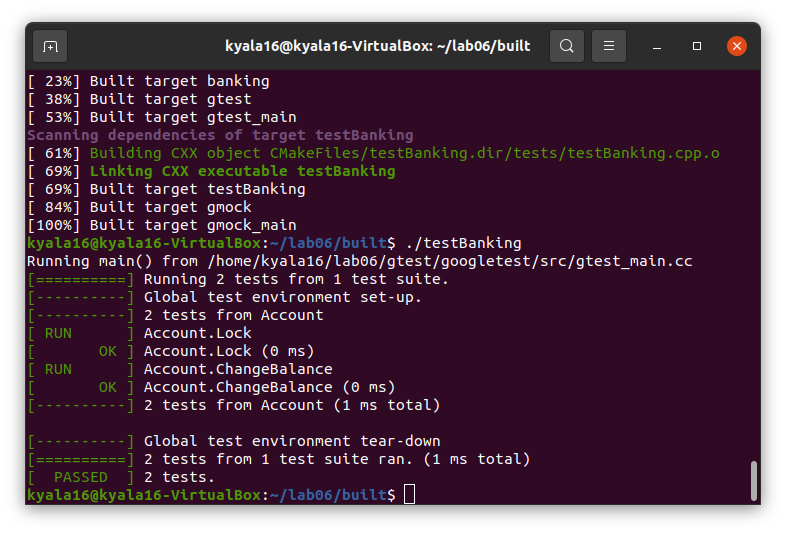 kyala16@kyala16-VirtualBox: ~/lab06/built
[ 23%] Built target banking
[ 38%] Built target gtest
[ 53%] Built target gtest_main
Scanning dependencies of target testBanking
[ 61%] Building CXX object CMakeFiles/testBanking.dir/tests/testBanking.cpp.o
[ 69%] Linking CXX executable testBanking
[ 69%] Built target testBanking
[ 84%] Built target gmock
[100%] Built target gmock_main
kyala16@kyala16-VirtualBox:~/lab06/built$ ./testBanking
Running main() from /home/kyala16/lab06/gtest/googletest/src/gtest_main.cc
[==========] Running 2 tests from 1 test suite.
[----------] Global test environment set-up.
[----------] 2 tests from Account
[ RUN      ] Account.Lock
[       OK ] Account.Lock (0 ms)
[ RUN      ] Account.ChangeBalance
[       OK ] Account.ChangeBalance (0 ms)
[----------] 2 tests from Account (1 ms total)

[----------] Global test environment tear-down
[==========] 2 tests from 1 test suite ran. (1 ms total)
[  PASSED  ] 2 tests.
kyala16@kyala16-VirtualBox:~/lab06/built$